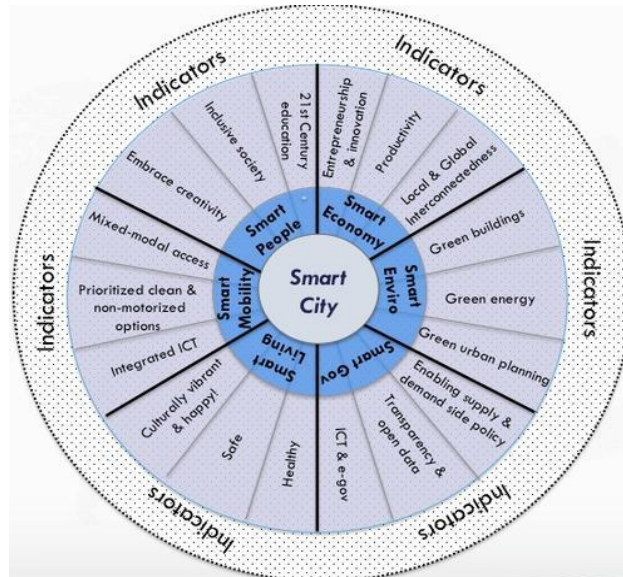 Smart
City
Smart
Economy
Smart
Enviro
Smart Gov
Smart
Living
Smart
Mobility
Smart
People
Entrepreneurship
& innovation
Productivity
Local & Global
Interconnectedness
Green buildings
Green energy
Green urban planning
Enabling supply &
demand side policy
Transparency &
open data
ICT & e-gov
Healthy
Safe
Culturally vibrant
& happy!
Integrated ICT
Prioritized clean &
non-motorized
options
Mixed-modal access
Embrace creativity
Inclusive society
21st Century
education
Indicators
Indicators
Indicators
Indicators
Indicators
Indicators